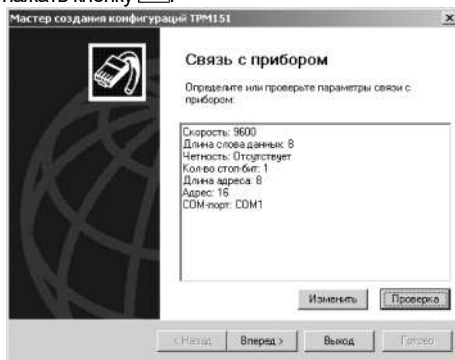 нажать кнопку
Мастер создания конфигураций ТРМ151
Связь с прибором
Определите или проверьте параметры связи с
прибором:
Скорость: 9600
Длина слова данных: 8
Четность: Отсутствует
Кол-во стоп-бит: 1
Длина адреса: 8
Адрес: 16
COM-порт: COM1
Изменить Проверка
< Назад Вперед > Выход Готово